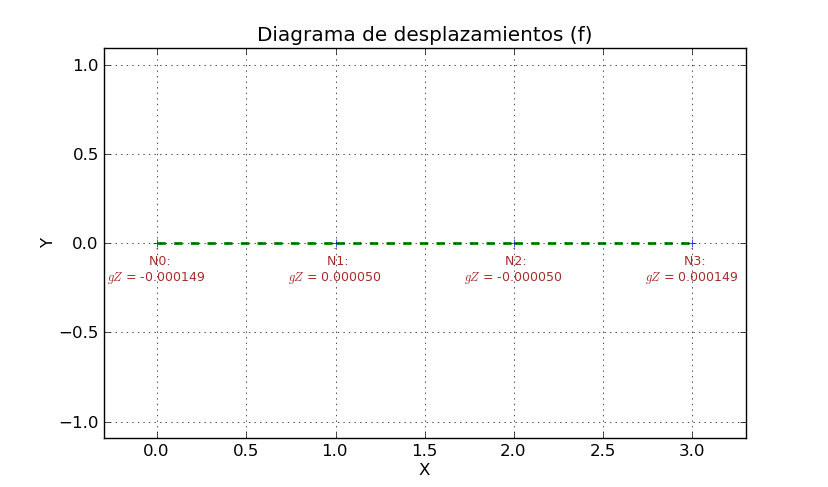 Diagrama de desplazamientos (f)
1.0
0.5
0.0
−0.5
−1.0
Y
N0:
gZ = -0.000149
N1:
gZ = 0.000050
N2:
gZ = -0.000050
N3:
gZ = 0.000149
0.0 0.5 1.0 1.5 2.0 2.5 3.0
X